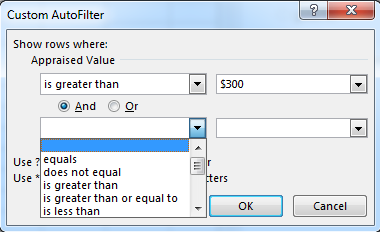 Custom AutoFilter
Show rows where:
Appraised Value
is greater than $300
And Or
equals
does not equal
is greater than
is greater than or equal to
is less than
Use ?
Use * cters
OK Cancel